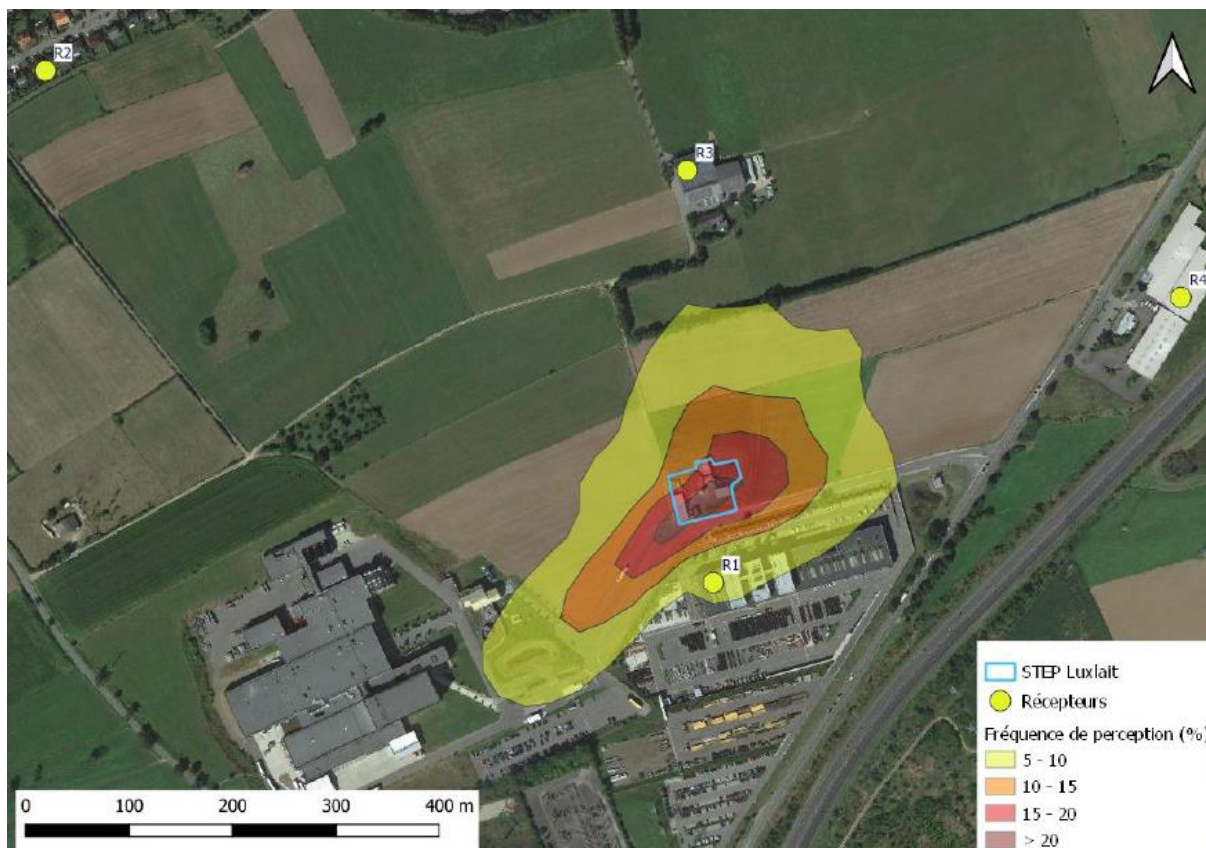 R2
R3
R4
R1
STEP Luxlait
Récepteurs
Fréquence de perception (%)
5 - 10
10 - 15
15 - 20
> 20
0 100 200 300 400 m